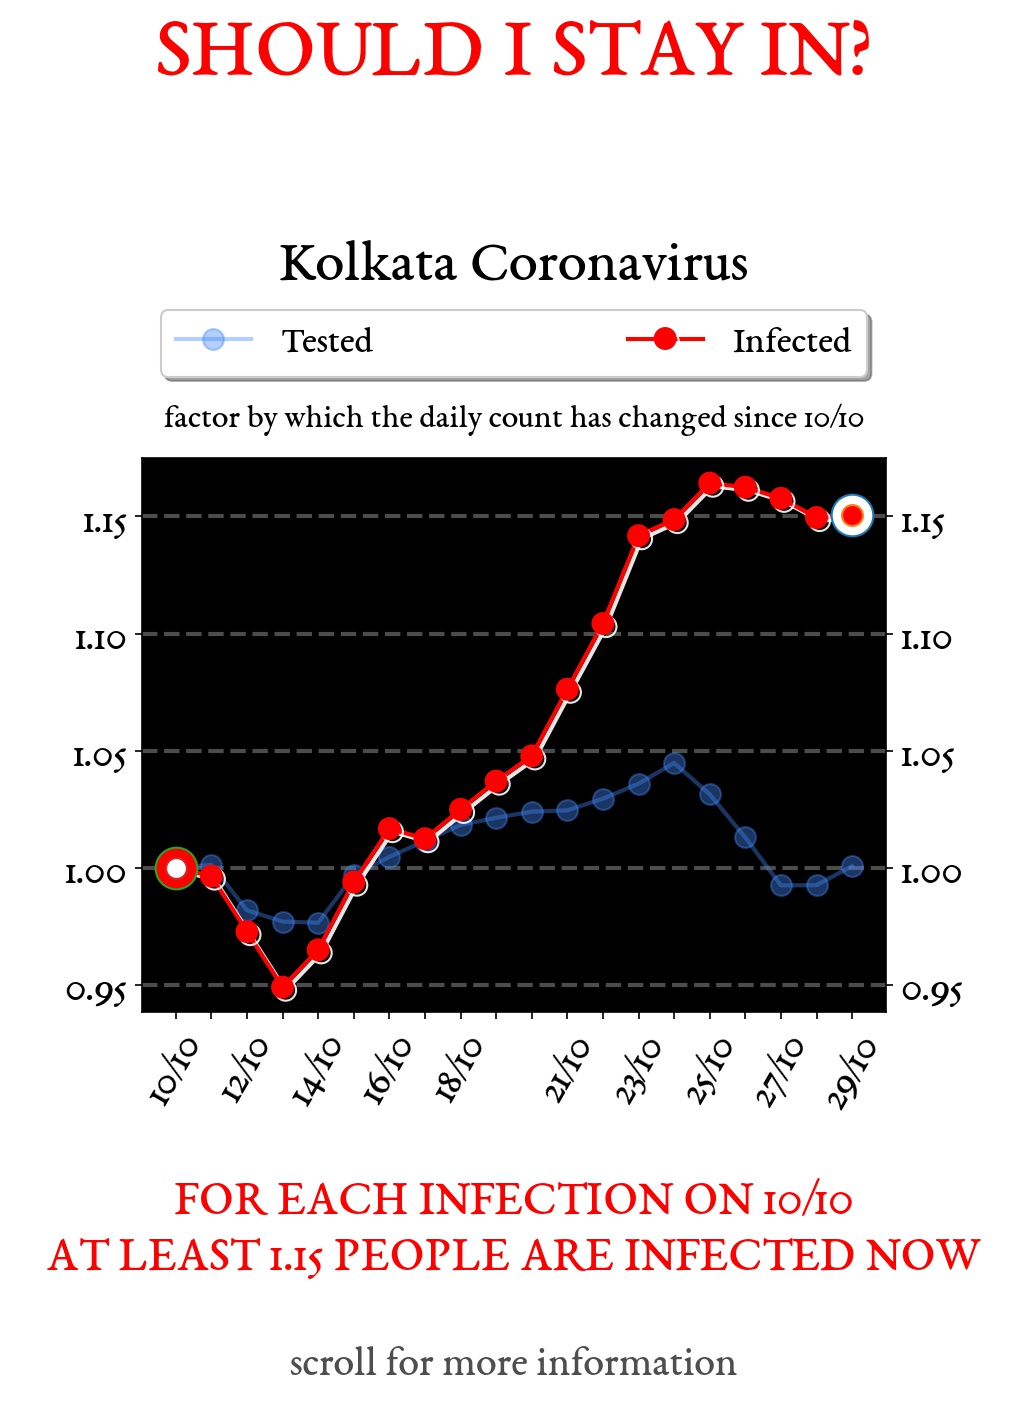 SHOULD I STAY IN?
Kolkata Coronavirus
Tested Infected
factor by which the daily count has changed since 10/10
1.15 1.15
1.10 1.10
1.05 1.05
1.00 1.00
0.95 0.95
10/10 12/10 14/10 16/10 18/10 21/10 23/10 25/10 27/10 29/10
FOR EACH INFECTION ON 10/10
AT LEAST 1.15 PEOPLE ARE INFECTED NOW
scroll for more information